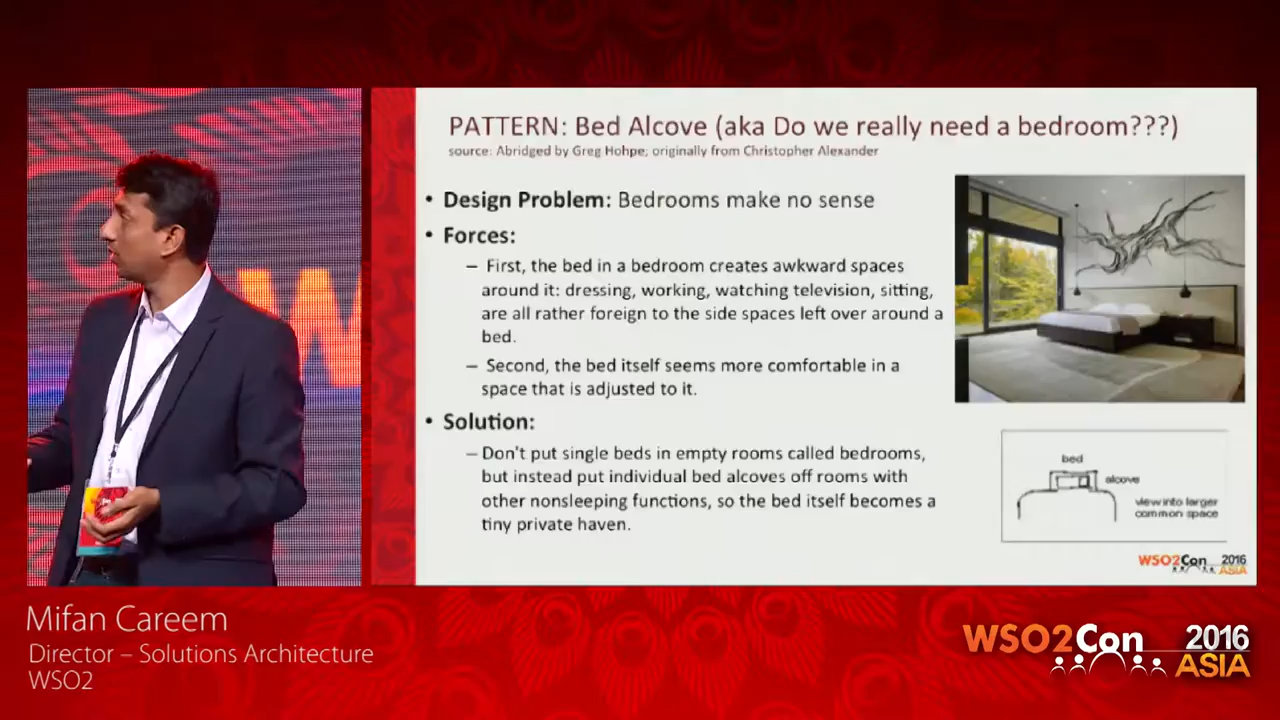 PATTERN: Bed Alcove (aka Do we really need a bedroom???)
source: Abridged by Greg Hohpe; originally from Christopher Alexander
• Design Problem: Bedrooms make no sense
• Forces:
– First, the bed in a bedroom creates awkward spaces
around it: dressing, working, watching television, sitting,
are all rather foreign to the side spaces left over around a
bed.
– Second, the bed itself seems more comfortable in a
space that is adjusted to it.
• Solution:
– Don't put single beds in empty rooms called bedrooms,
but instead put individual bed alcoves off rooms with
other nonsleeping functions, so the bed itself becomes a
tiny private haven.
bed
alcove
view into larger
common space
WSO2Con 2016
ASIA
W
Mifan Careem
Director – Solutions Architecture
WSO2
WSO2Con 2016
ASIA